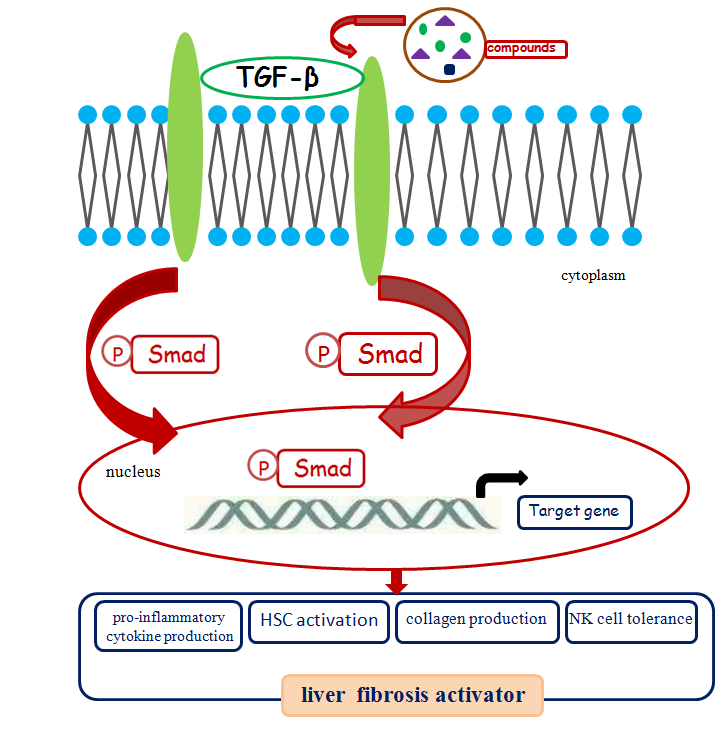 TGF-β
compounds
cytoplasm
P
Smad
P
Smad
nucleus
P
Smad
Target gene
pro-inflammatory
cytokine production
HSC activation
collagen production
NK cell tolerance
liver fibrosis activator